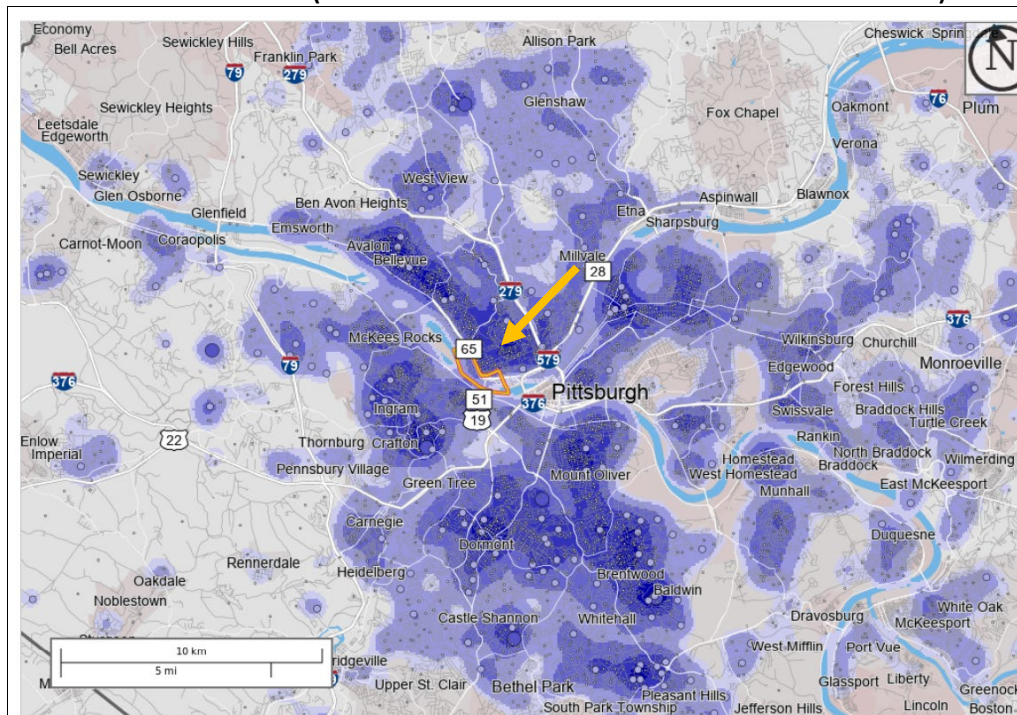 Economy
Bell Acres
Sewickley Hills
Franklin Park
Allison Park
Cheswick
N
79
279
76
Sewickley Heights
Glenshaw
Fox Chapel
Oakmont
Plum
Leetsdale
Edgeworth
Verona
Sewickley
West View
Glen Osborne
Ben Avon Heights
Aspinwall
Blawnox
Glenfield
Etna
Sharpsburg
Emsworth
Carnot-Moon
Coraopolis
Avalon
Bellevue
Millvale
28
279
376
McKees Rocks
65
579
Wilkinsburg
Churchill
79
Edgewood
Monroeville
376
51
376
Pittsburgh
Forest Hills
Ingram
19
Swissvale
Braddock Hills
Turtle Creek
Enlow
Imperial
22
Thornburg
Crafton
Rankin
Pennsbury Village
Mount Oliver
Homestead
North Braddock
Wilmerding
Green Tree
West Homestead
Braddock
Munhall
East McKeesport
Carnegie
Duquesne
Dormont
Rennerdale
Heidelberg
Brentwood
Oakdale
Baldwin
Noblestown
White Oak
Castle Shannon
Whitehall
Dravosburg
McKeesport
10 km
West Mifflin
Port Vue
5 mi
Upper St. Clair
Bethel Park
Glassport
Liberty
Pleasant Hills
Greenock
South Park Township
Jefferson Hills
Lincoln
Boston